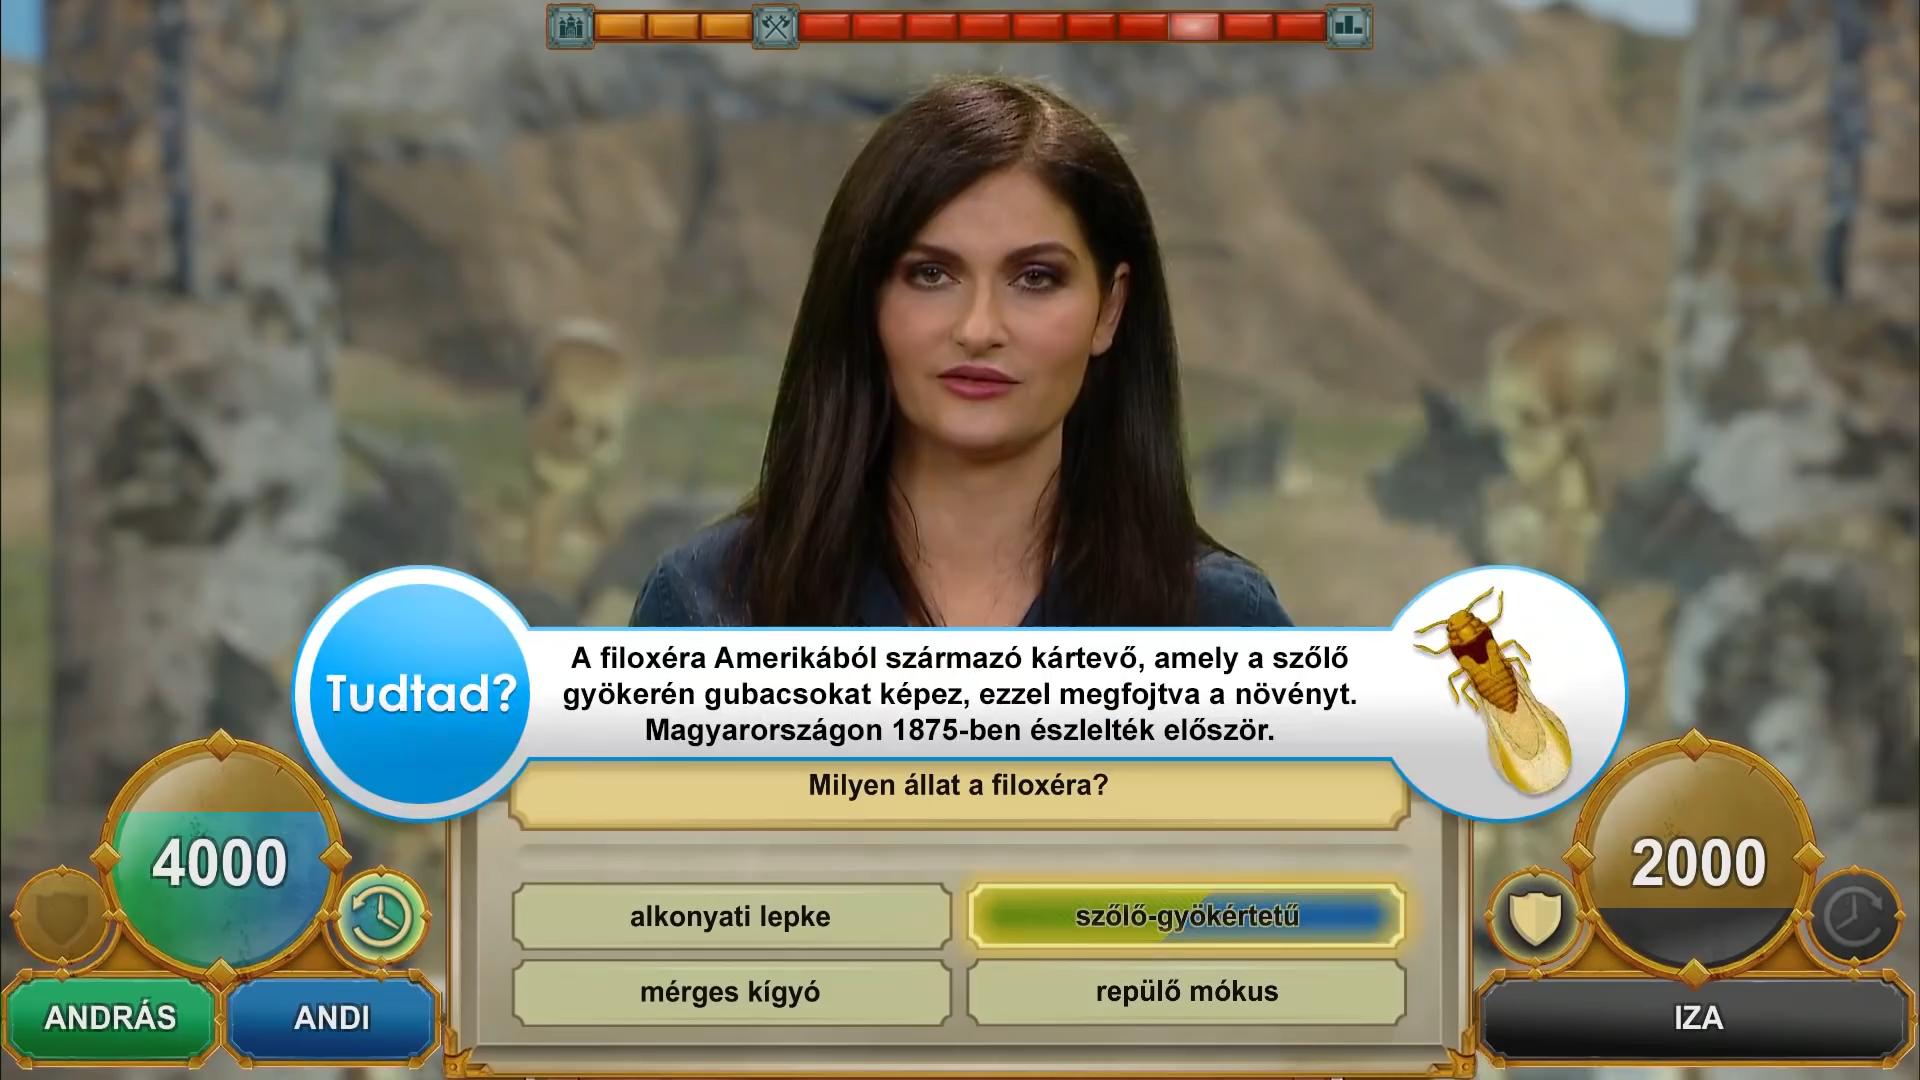 Tudtad?
A filoxéra Amerikából származó kártevő, amely a szőlő
gyökerén gubacsokat képez, ezzel megfojtva a növényt.
Magyarországon 1875-ben észlelték először.
Milyen állat a filoxéra?
4000
2000
alkonyati lepke
szőlő-gyökértetű
mérges kígyó
repülő mókus
ANDRÁS
ANDI
IZA